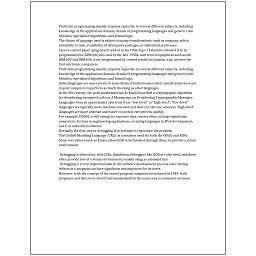 Proficient programming usually requires expertise in several different subjects, including
knowledge of the application domain, details of programming languages and generic code
libraries, specialized algorithms, and formal logic.
The choice of language used is subject to many considerations, such as company policy,
suitability to task, availability of third-party packages, or individual preference.
Later a control panel (plug board) added to his 1906 Type I Tabulator allowed it to be
programmed for different jobs, and by the late 1940s, unit record equipment such as the
IBM 602 and IBM 604, were programmed by control panels in a similar way, as were the
first electronic computers.
Proficient programming usually requires expertise in several different subjects, including
knowledge of the application domain, details of programming languages and generic code
libraries, specialized algorithms, and formal logic.
Some languages are more prone to some kinds of faults because their specification does not
require compilers to perform as much checking as other languages.
In the 9th century, the Arab mathematician Al-Kindi described a cryptographic algorithm
for deciphering encrypted code, in A Manuscript on Deciphering Cryptographic Messages.
Languages form an approximate spectrum from "low-level" to "high-level"; "low-level"
languages are typically more machine-oriented and faster to execute, whereas "high-level"
languages are more abstract and easier to use but execute less quickly.
For example, COBOL is still strong in corporate data centers often on large mainframe
computers, Fortran in engineering applications, scripting languages in Web development,
and C in embedded software.
Normally the first step in debugging is to attempt to reproduce the problem.
The Unified Modeling Language (UML) is a notation used for both the OOAD and MDA.
Some text editors such as Emacs allow GDB to be invoked through them, to provide a visual
environment.
Debugging is often done with IDEs. Standalone debuggers like GDB are also used, and these
often provide less of a visual environment, usually using a command line.
Debugging is a very important task in the software development process since having
defects in a program can have significant consequences for its users.
However, with the concept of the stored-program computer introduced in 1949, both
programs and data were stored and manipulated in the same way in computer memory.